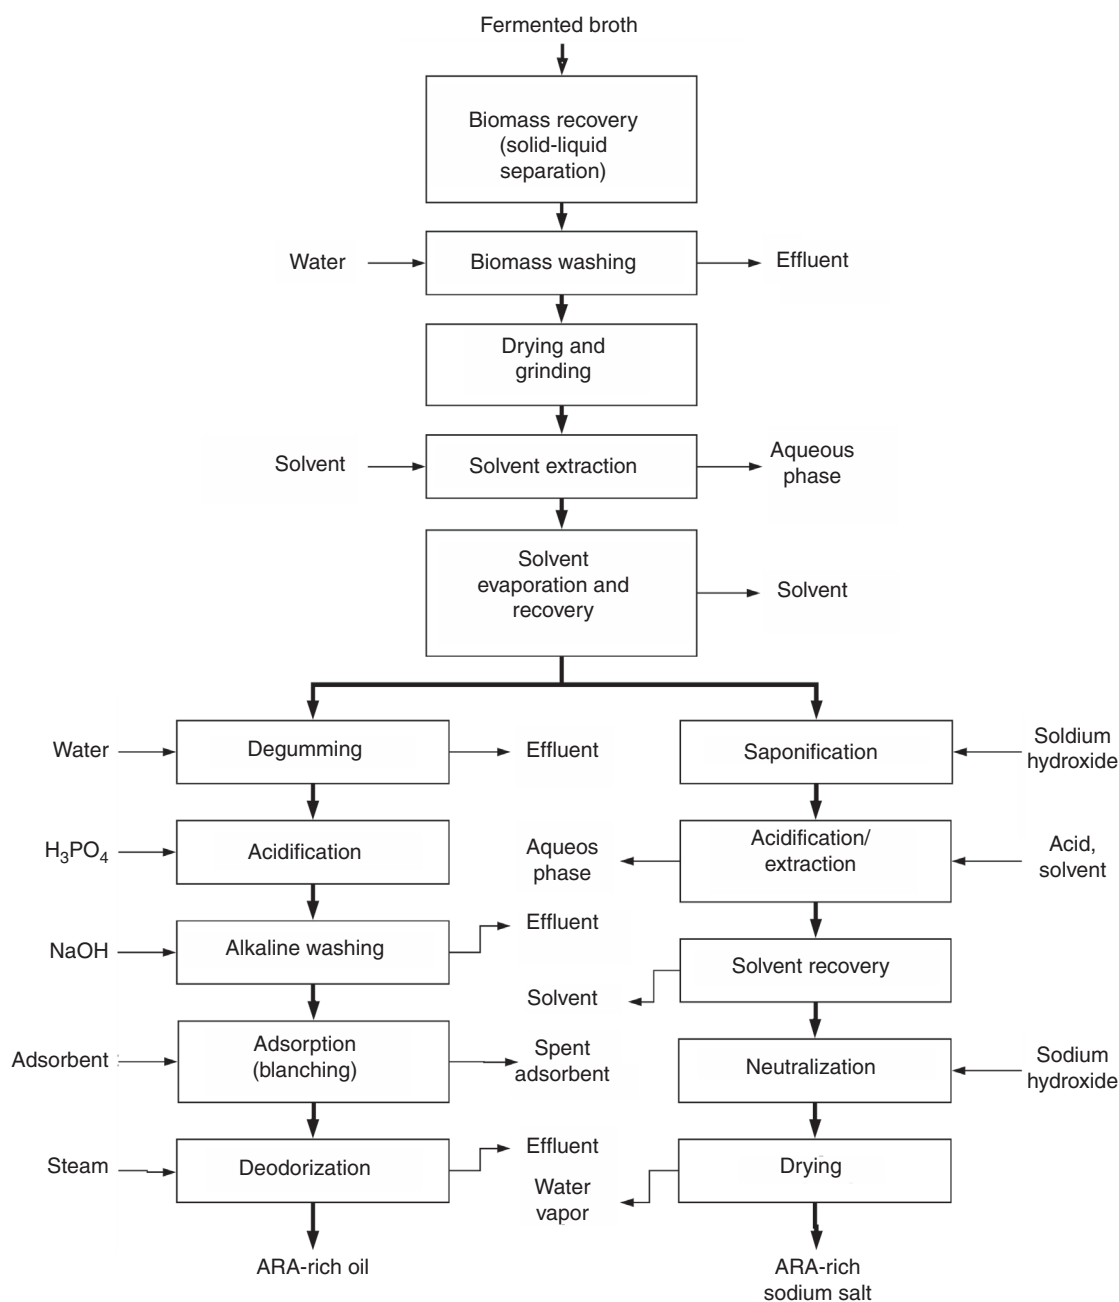 Fermented broth
Biomass recovery
(solid-liquid
separation)
Water
Biomass washing
Effluent
Drying and
grinding
Solvent
Solvent extraction
Aqueous
phase
Solvent
evaporation and
recovery
Solvent
Water
Degumming
Effluent
Saponification
Soldium
hydroxide
H₃PO₄
Acidification
Aqueos
phase
Acidification/
extraction
Acid,
solvent
NaOH
Alkaline washing
Effluent
Solvent
Solvent recovery
Adsorbent
Adsorption
(blanching)
Spent
adsorbent
Neutralization
Sodium
hydroxide
Steam
Deodorization
Effluent
Water
vapor
Drying
ARA-rich oil
ARA-rich
sodium salt